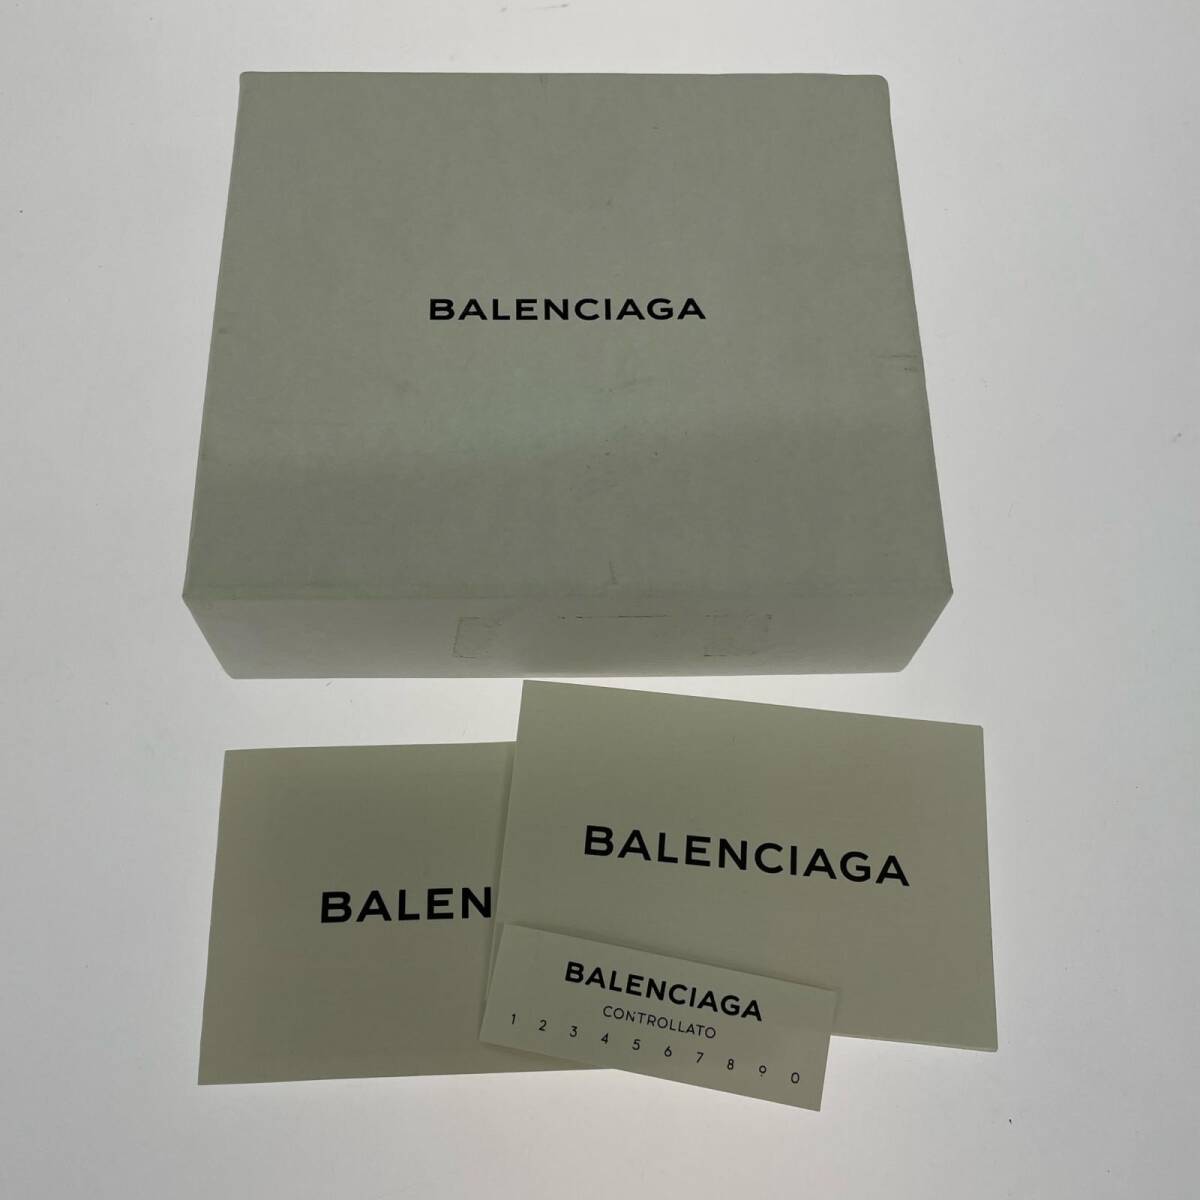 BALENCIAGA
BALENCIAGA
BALEN
BALENCIAGA
CONTROLLATO
1 2 3 4 5 6 7 8 9 0